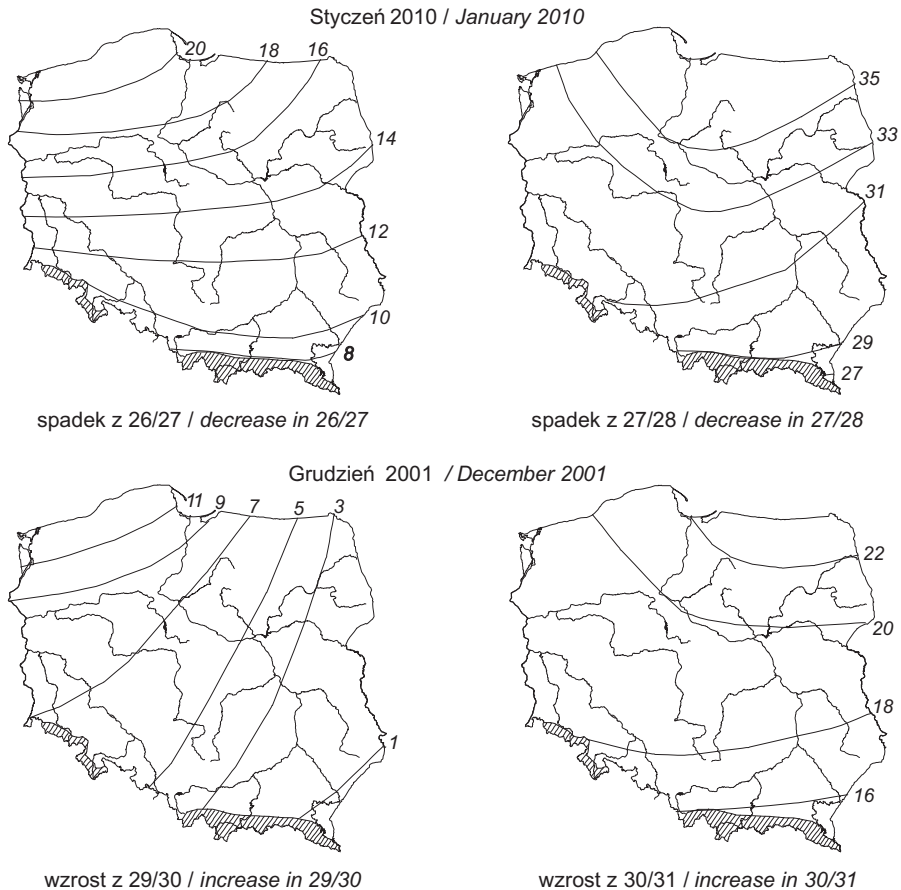 Styczeń 2010 / January 2010
20 18 16
14
12
10
8
spadek z 26/27 / decrease in 26/27
35
33
31
29
27
spadek z 27/28 / decrease in 27/28
Grudzień 2001 / December 2001
11 9 7 5 3
1
wzrost z 29/30 / increase in 29/30
22
20
18
16
wzrost z 30/31 / increase in 30/31